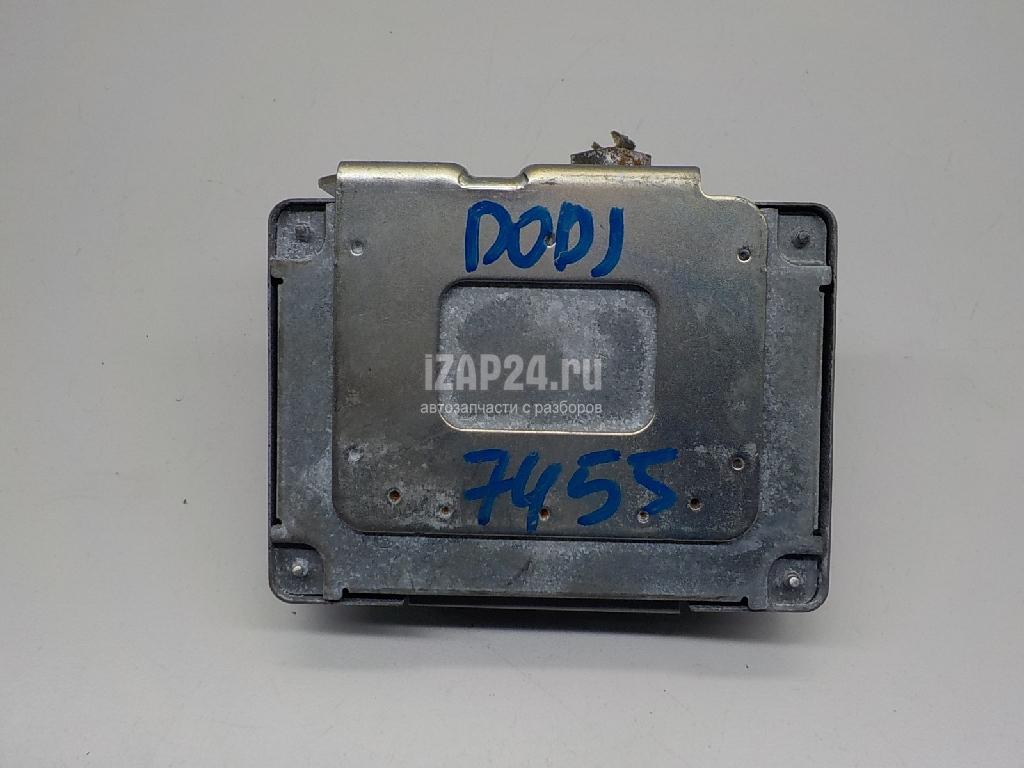 DODJ
iZAP24.ru
автозапчасти с разборов
7455